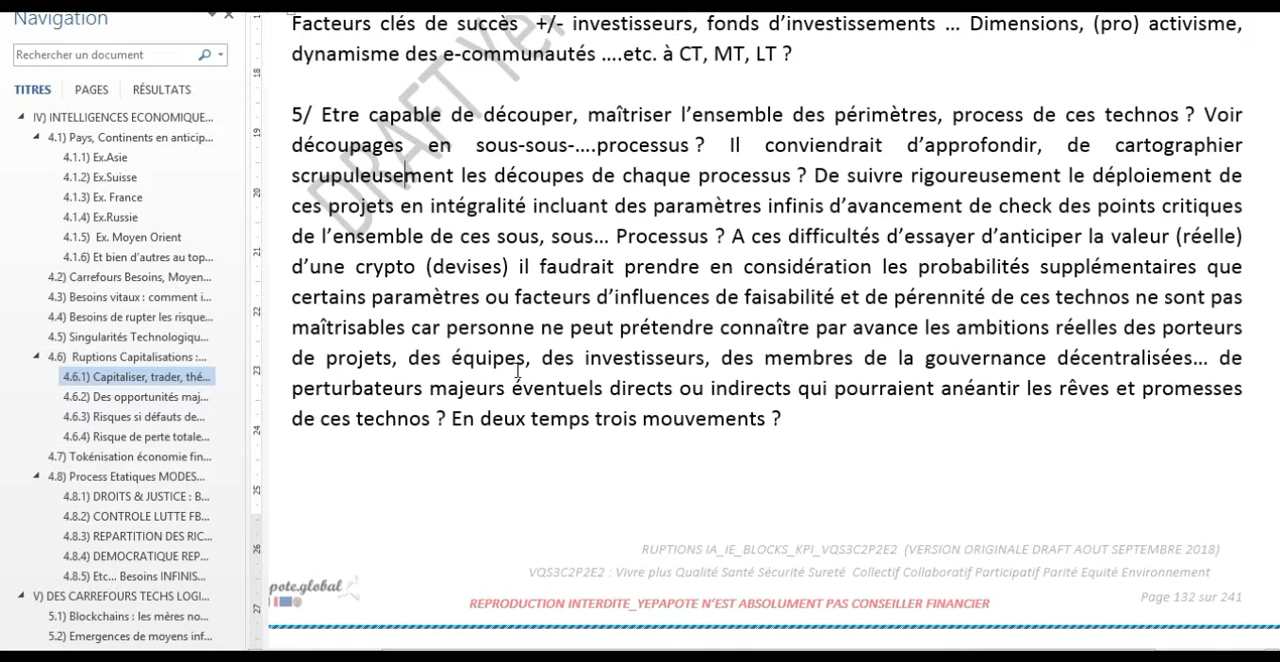 Navigation
Rechercher un document
TITRES PAGES RÉSULTATS
IV) INTELLIGENCES ECONOMIQUE...
4.1) Pays, Continents en anticip...
4.1.1) Ex.Asie
4.1.2) Ex.Suisse
4.1.3) Ex. France
4.1.4) Ex.Russie
4.1.5) Ex. Moyen Orient
4.1.6) Et bien d'autres au top...
4.2) Carrefours Besoins, Moyen...
4.3) Besoins vitaux : comment i...
4.4) Besoins de rupter les risque...
4.5) Singularités Technologiqu...
4.6) Ruptions Capitalisations :...
4.6.1) Capitaliser, trader, thé...
4.6.2) Des opportunités maj...
4.6.3) Risques si défauts de...
4.6.4) Risque de perte totale...
4.7) Tokénisation économie fin...
4.8) Process Etatiques MODES...
4.8.1) DROITS & JUSTICE : B...
4.8.2) CONTROLE LUTTE FB...
4.8.3) REPARTITION DES RIC...
4.8.4) DEMOCRATIQUE REP...
4.8.5) Etc... Besoins INFINIS...
V) DES CARREFOURS TECHS LOGI...
5.1) Blockchains : les mères no...
5.2) Emergences de moyens inf...
18
19
20
21
22
23
24
25
26
27
Facteurs clés de succès +/- investisseurs, fonds d'investissements ... Dimensions, (pro) activisme,
dynamisme des e-communautés ....etc. à CT, MT, LT ?
5/ Etre capable de découper, maîtriser l'ensemble des périmètres, process de ces technos ? Voir
découpages en sous-sous-....processus ? Il conviendrait d'approfondir, de cartographier
scrupuleusement les découpes de chaque processus ? De suivre rigoureusement le déploiement de
ces projets en intégralité incluant des paramètres infinis d'avancement de check des points critiques
de l'ensemble de ces sous, sous... Processus ? A ces difficultés d'essayer d'anticiper la valeur (réelle)
d'une crypto (devises) il faudrait prendre en considération les probabilités supplémentaires que
certains paramètres ou facteurs d'influences de faisabilité et de pérennité de ces technos ne sont pas
maîtrisables car personne ne peut prétendre connaître par avance les ambitions réelles des porteurs
de projets, des équipes, des investisseurs, des membres de la gouvernance décentralisées... de
perturbateurs majeurs éventuels directs ou indirects qui pourraient anéantir les rêves et promesses
de ces technos ? En deux temps trois mouvements ?
DRAFT Ye
RUPTIONS IA_IE_BLOCKS_KPI_VQS3C2P2E2 (VERSION ORIGINALE DRAFT AOUT SEPTEMBRE 2018)
VQS3C2P2E2 : Vivre plus Qualité Santé Sécurité Sureté Collectif Collaboratif Participatif Parité Equité Environnement
pote.global
REPRODUCTION INTERDITE_YEPAPOTE N'EST ABSOLUMENT PAS CONSEILLER FINANCIER
Page 132 sur 241